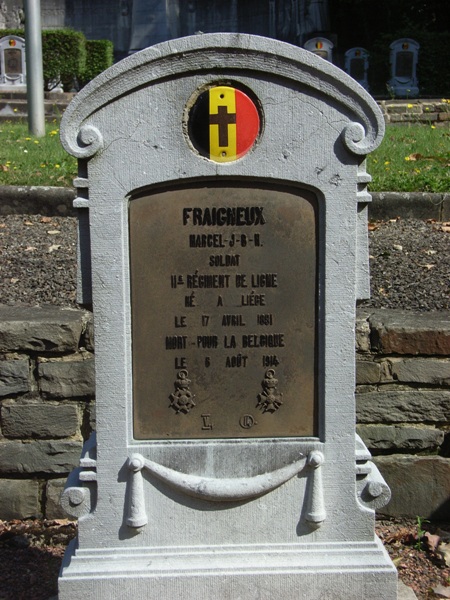 FRAIGNEUX
MARCEL-J-B-H.
SOLDAT
11e RÉGIMENT DE LIGNE
NÉ A LIÉGE
LE 17 AVRIL 1891
MORT-POUR LA BELGIQUE
LE 6 AOÛT 1914